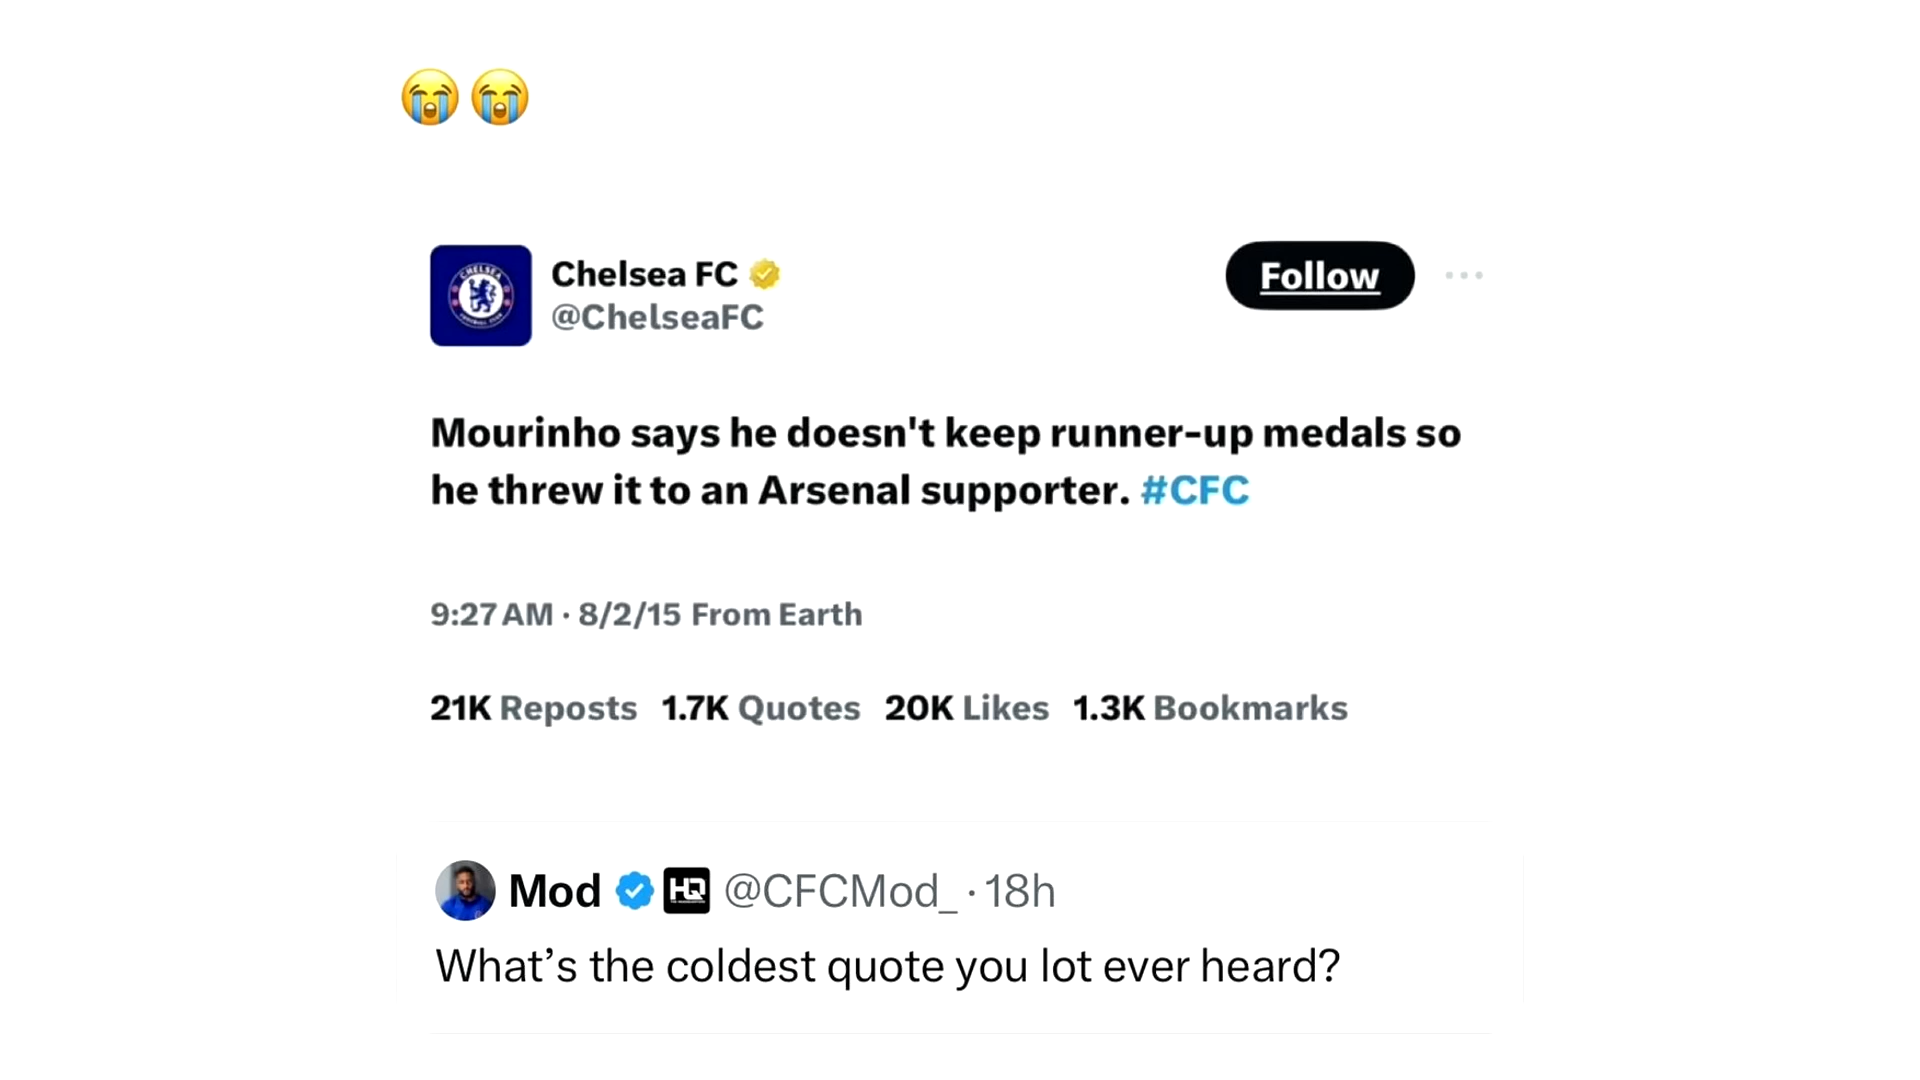 😭😭
Chelsea FC
@ChelseaFC
Follow
Mourinho says he doesn't keep runner-up medals so
he threw it to an Arsenal supporter. #CFC
9:27 AM · 8/2/15 From Earth
21K Reposts 1.7K Quotes 20K Likes 1.3K Bookmarks
Mod HQ @CFCMod_ · 18h
What’s the coldest quote you lot ever heard?